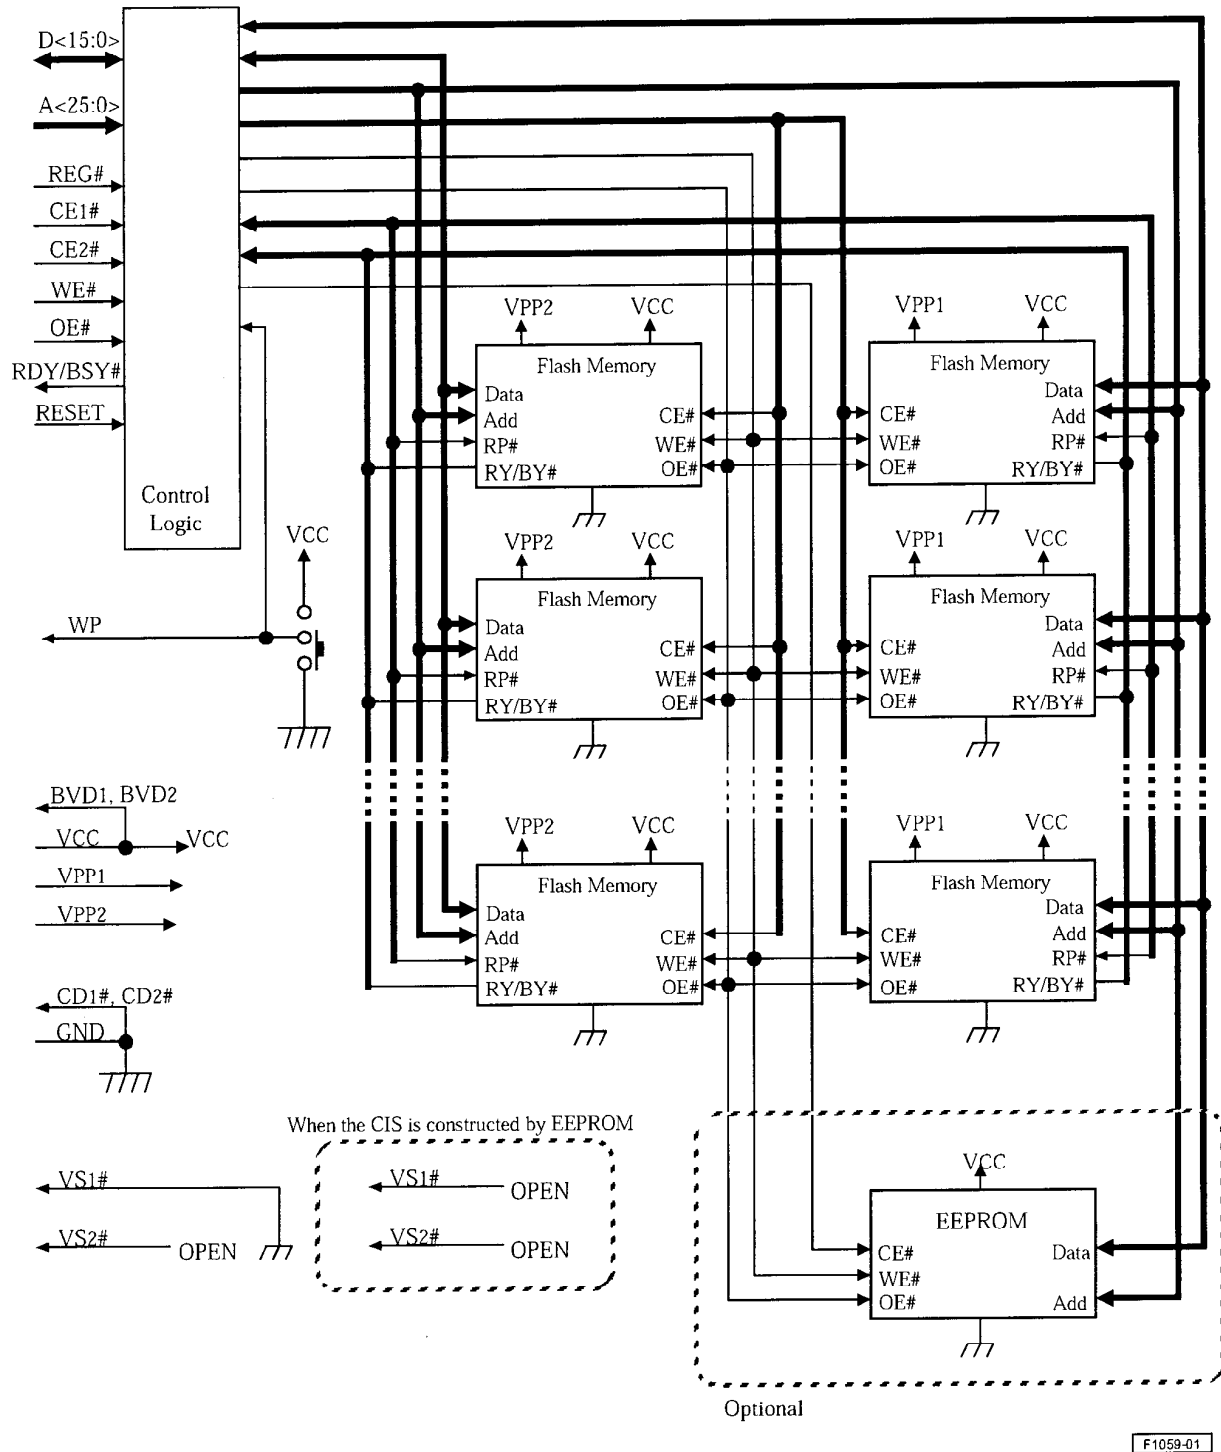 D<15:0>
A<25:0>
REG#
CE1#
CE2#
WE#
OE#
RDY/BSY#
RESET
Control
Logic
VCC
WP
BVD1, BVD2
VCC
VCC
VPP1
VPP2
CD1#, CD2#
GND
VS1#
VS2#
OPEN
When the CIS is constructed by EEPROM
VS1#
OPEN
VS2#
OPEN
VPP2
VCC
Flash Memory
Data
Add
RP#
RY/BY#
CE#
WE#
OE#
VPP1
VCC
Flash Memory
CE#
WE#
OE#
Data
Add
RP#
RY/BY#
VPP2
VCC
Flash Memory
Data
Add
RP#
RY/BY#
CE#
WE#
OE#
VPP1
VCC
Flash Memory
CE#
WE#
OE#
Data
Add
RP#
RY/BY#
VPP2
VCC
Flash Memory
Data
Add
RP#
RY/BY#
CE#
WE#
OE#
VPP1
VCC
Flash Memory
CE#
WE#
OE#
Data
Add
RP#
RY/BY#
VCC
EEPROM
CE#
WE#
OE#
Data
Add
Optional
F1059-01